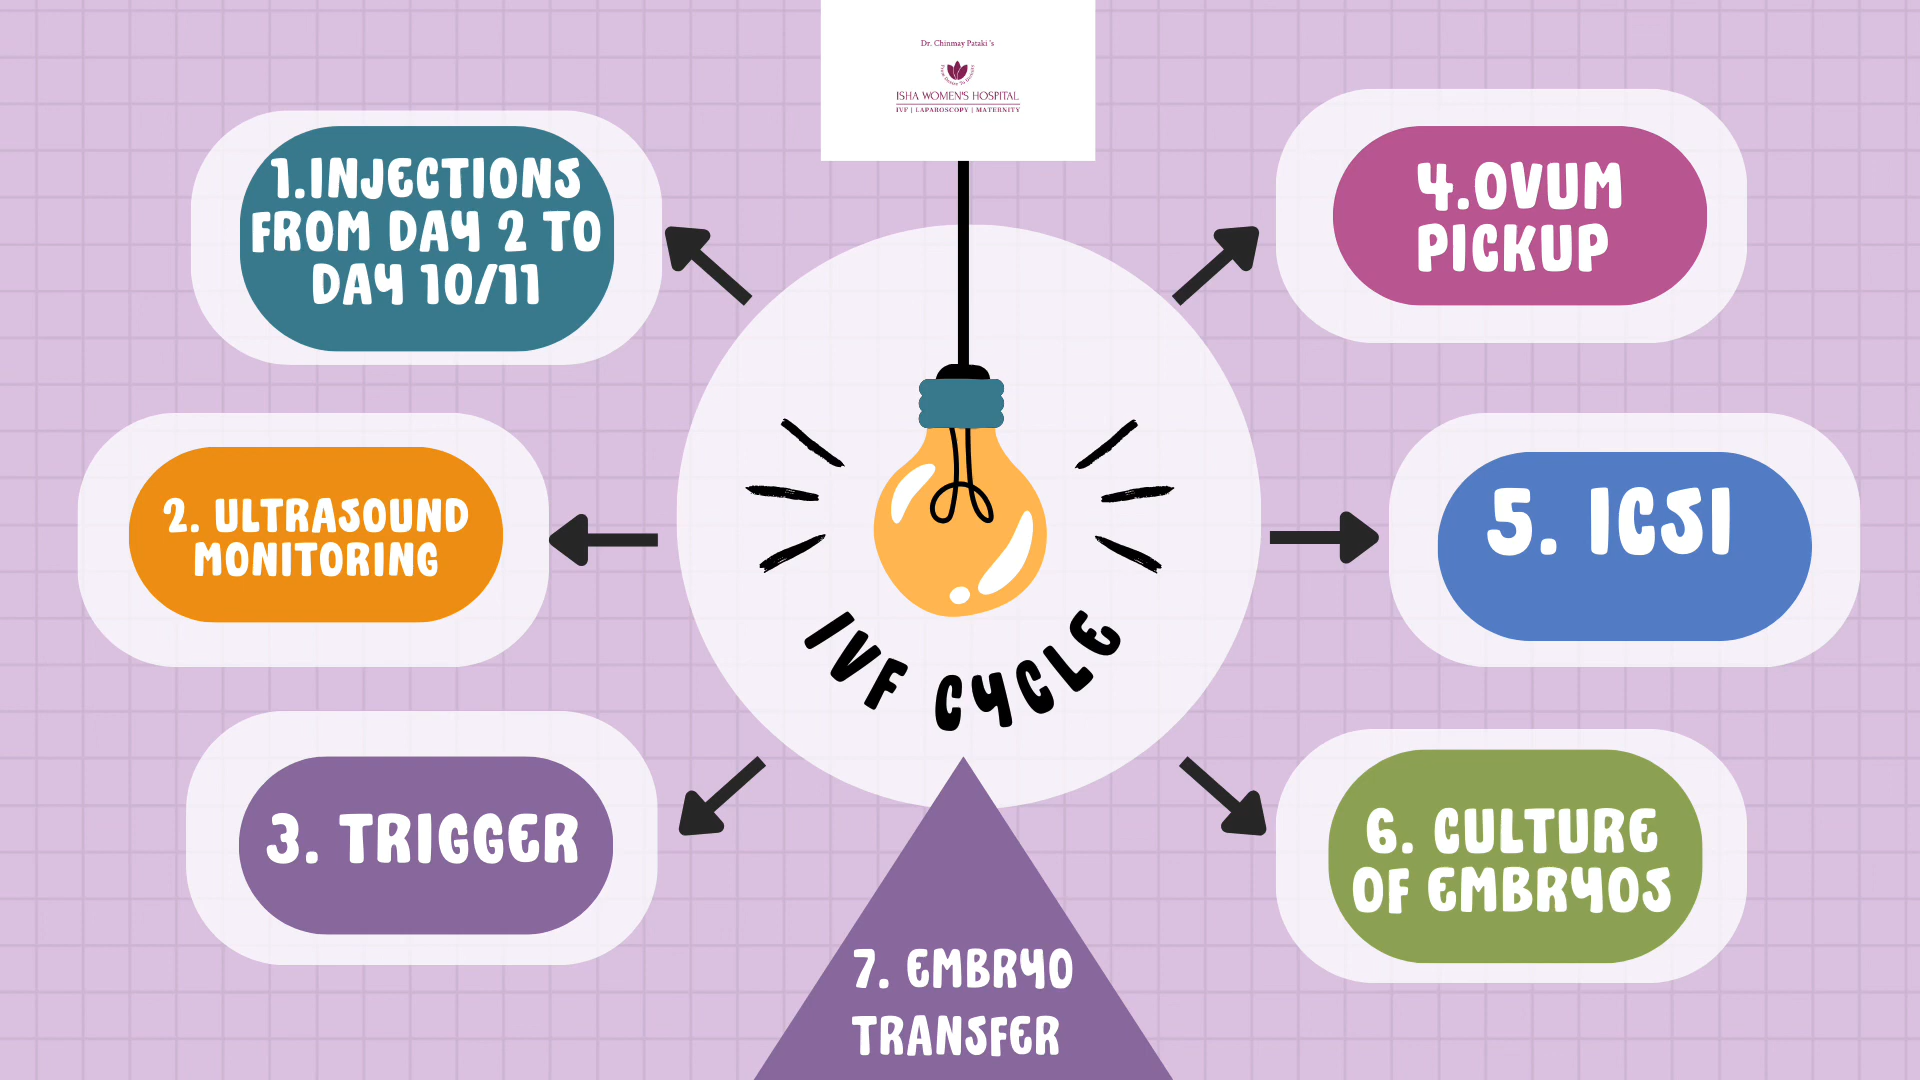 Dr. Chinmay Pataki 's
ISHA WOMEN'S HOSPITAL
IVF | LAPAROSCOPY | MATERNITY
1.INJECTIONS
FROM DAY 2 TO
DAY 10/11
2. ULTRASOUND
MONITORING
3. TRIGGER
IVF CYCLE
4.OVUM
PICKUP
5. ICSI
6. CULTURE
OF EMBRYOS
7. EMBRYO
TRANSFER